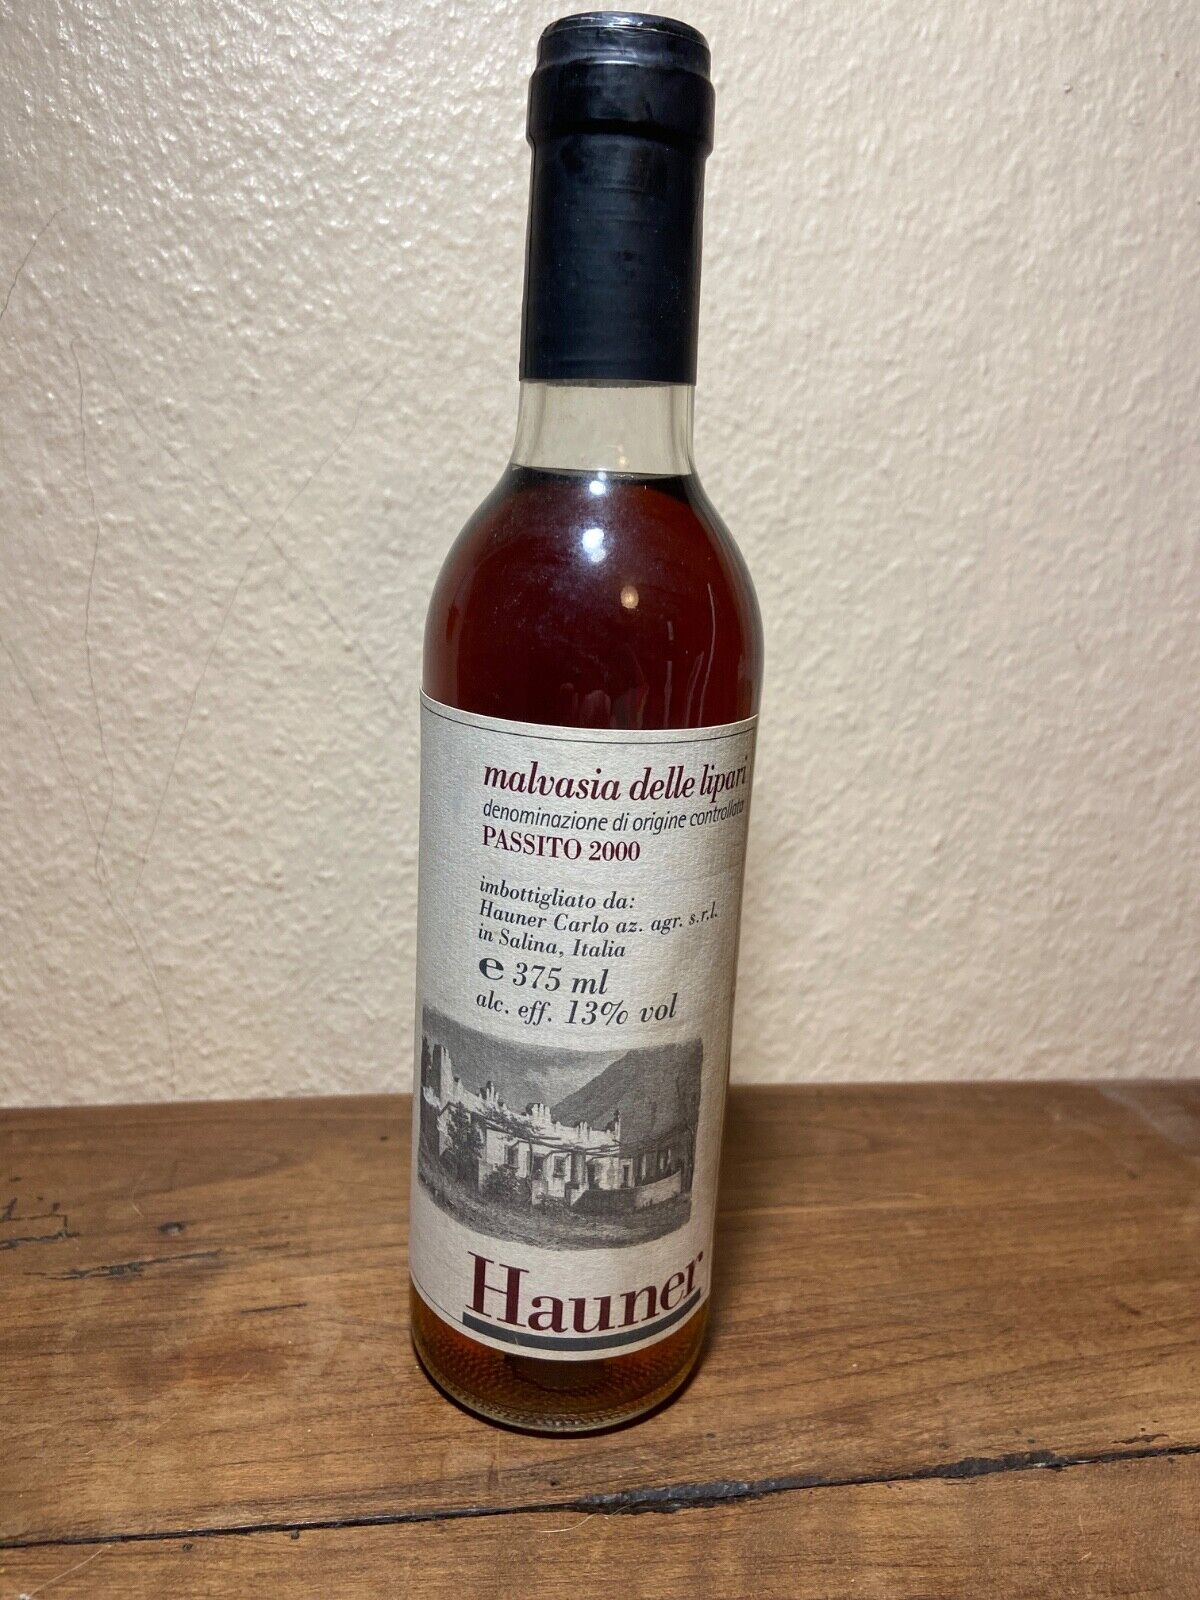 malvasia delle lipari
denominazione di origine controllata
PASSITO 2000
imbottigliato da:
Hauner Carlo az. agr. s.r.l.
in Salina, Italia
e 375 ml
alc. eff. 13% vol
Hauner